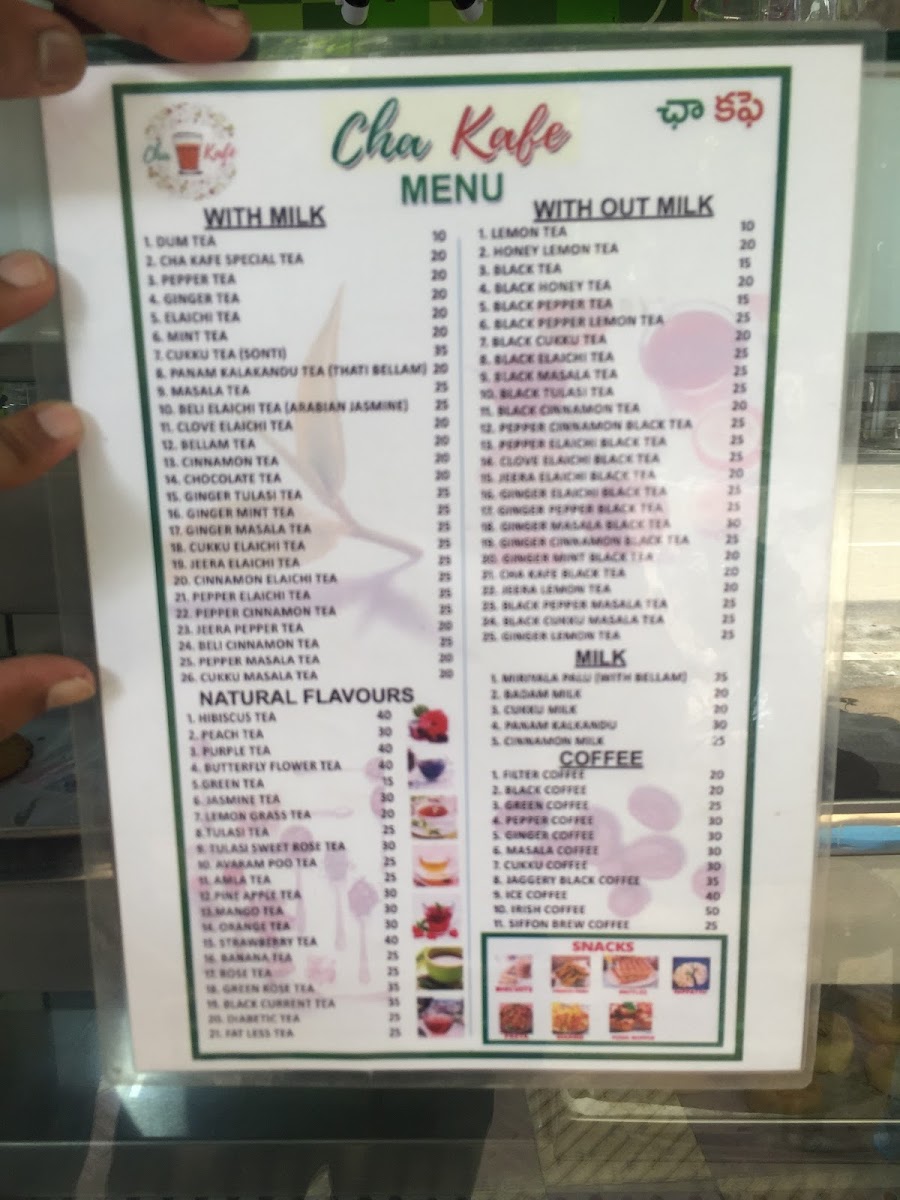 Cha Kafe
Cha Kafe
ఛా కఫె
MENU
WITH MILK
1. DUM TEA 10
2. CHA KAFE SPECIAL TEA 20
3. PEPPER TEA 20
4. GINGER TEA 20
5. ELAICHI TEA 20
6. MINT TEA 20
7. CUKKU TEA (SONTI) 35
8. PANAM KALAKANDU TEA (THATI BELLAM) 20
9. MASALA TEA 25
10. BELI ELAICHI TEA (ARABIAN JASMINE) 25
11. CLOVE ELAICHI TEA 20
12. BELLAM TEA 20
13. CINNAMON TEA 20
14. CHOCOLATE TEA 20
15. GINGER TULASI TEA 25
16. GINGER MINT TEA 25
17. GINGER MASALA TEA 25
18. CUKKU ELAICHI TEA 25
19. JEERA ELAICHI TEA 25
20. CINNAMON ELAICHI TEA 25
21. PEPPER ELAICHI TEA 25
22. PEPPER CINNAMON TEA 25
23. JEERA PEPPER TEA 20
24. BELI CINNAMON TEA 25
25. PEPPER MASALA TEA 20
26. CUKKU MASALA TEA
NATURAL FLAVOURS
1. HIBISCUS TEA 40
2. PEACH TEA 30
3. PURPLE TEA 40
4. BUTTERFLY FLOWER TEA 40
5.GREEN TEA 15
6. JASMINE TEA 30
7. LEMON GRASS TEA 20
8.TULASI TEA 25
9. TULASI SWEET ROSE TEA 30
10. AVARAM POO TEA 25
11. AMLA TEA 25
12.PINE APPLE TEA 30
13.MANGO TEA 30
14. ORANGE TEA 30
15. STRAWBERRY TEA 40
16. BANANA TEA 25
17. ROSE TEA 25
18. GREEN ROSE TEA 35
19. BLACK CURRENT TEA 35
20. DIABETIC TEA 25
21. FAT LESS TEA 25
WITH OUT MILK
1. LEMON TEA 10
2. HONEY LEMON TEA 20
3. BLACK TEA 15
4. BLACK HONEY TEA 20
5. BLACK PEPPER TEA 15
6. BLACK PEPPER LEMON TEA 25
7. BLACK CUKKU TEA 20
8. BLACK ELAICHI TEA 25
9. BLACK MASALA TEA 25
10. BLACK TULASI TEA 25
11. BLACK CINNAMON TEA 20
12. PEPPER CINNAMON BLACK TEA 25
13. PEPPER ELAICHI BLACK TEA 25
14. CLOVE ELAICHI BLACK TEA 25
15. JEERA ELAICHI BLACK TEA 20
16. GINGER ELAICHI BLACK TEA 25
17. GINGER PEPPER BLACK TEA 25
18. GINGER MASALA BLACK TEA 30
19. GINGER CINNAMON BLACK TEA 25
20. GINGER MINT BLACK TEA 20
21. CHA KAFE BLACK TEA 20
22. JEERA LEMON TEA 20
23. BLACK PEPPER MASALA TEA 25
24. BLACK CUKKU MASALA TEA 25
25. GINGER LEMON TEA 25
MILK
1. MIRIYALA PALU (WITH BELLAM)
2. BADAM MILK 20
3. CUKKU MILK 20
4. PANAM KALKANDU 30
5. CINNAMON MILK 25
COFFEE
1. FILTER COFFEE 20
2. BLACK COFFEE 20
3. GREEN COFFEE 25
4. PEPPER COFFEE 30
5. GINGER COFFEE 30
6. MASALA COFFEE 30
7. CUKKU COFFEE 30
8. JAGGERY BLACK COFFEE 35
9. ICE COFFEE 40
10. IRISH COFFEE 50
11. SIFFON BREW COFFEE 25
SNACKS
BISCUITS
WAFFLES
PASTA